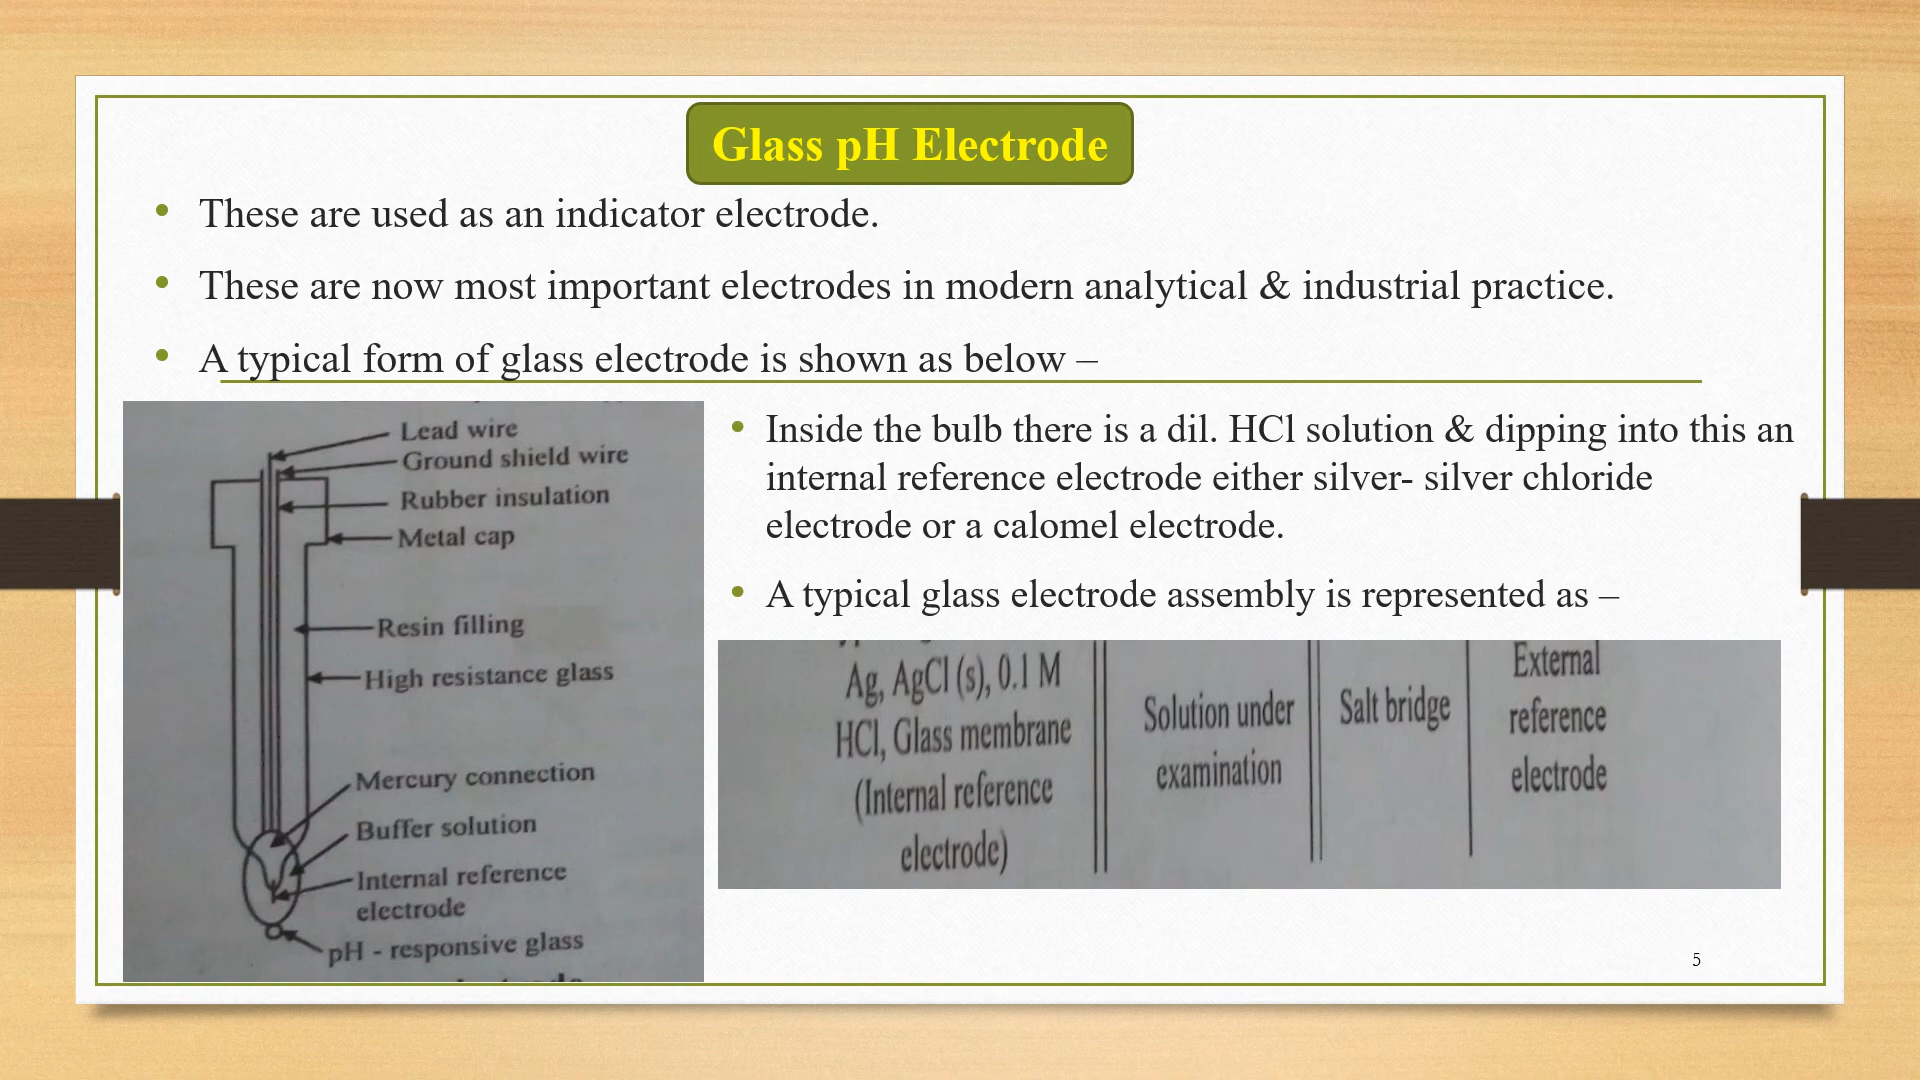 Glass pH Electrode
• These are used as an indicator electrode.
• These are now most important electrodes in modern analytical & industrial practice.
• A typical form of glass electrode is shown as below –
Lead wire
Ground shield wire
Rubber insulation
Metal cap
Resin filling
High resistance glass
Mercury connection
Buffer solution
Internal reference
electrode
pH - responsive glass
• Inside the bulb there is a dil. HCl solution & dipping into this an
internal reference electrode either silver- silver chloride
electrode or a calomel electrode.
• A typical glass electrode assembly is represented as –
Ag, AgCl (s), 0.1 M
HCl, Glass membrane
(Internal reference
electrode)
Solution under
examination
Salt bridge
External
reference
electrode
5